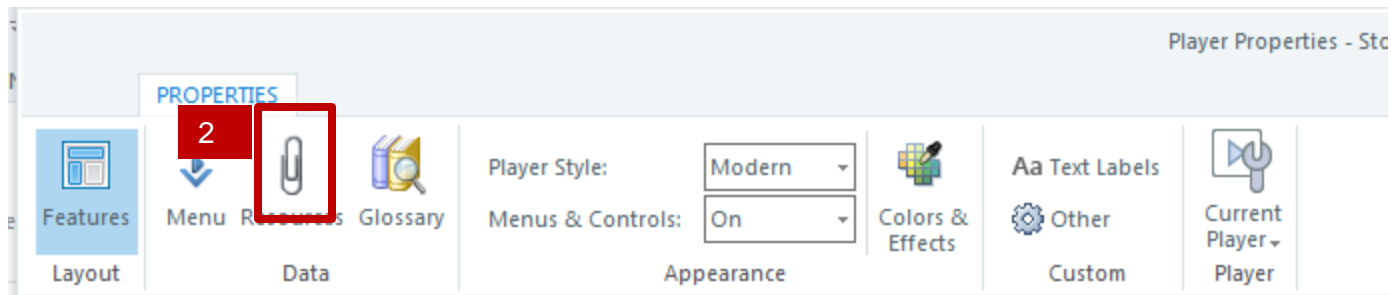 Player Properties - Sto
PROPERTIES
2
Features
Menu
Resources
Glossary
Player Style:
Modern
Menus & Controls:
On
Colors &
Effects
Aa Text Labels
Other
Current
Player
Layout
Data
Appearance
Custom
Player